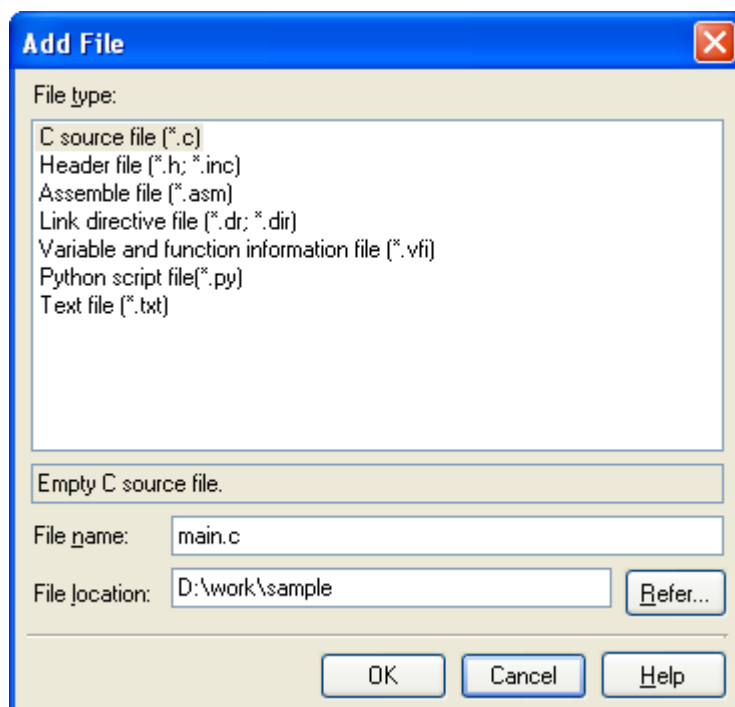 Add File
File type:
C source file (*.c)
Header file (*.h; *.inc)
Assemble file (*.asm)
Link directive file (*.dr; *.dir)
Variable and function information file (*.vfi)
Python script file(*.py)
Text file (*.txt)
Empty C source file.
File name: main.c
File location: D:\work\sample Refer...
OK Cancel Help